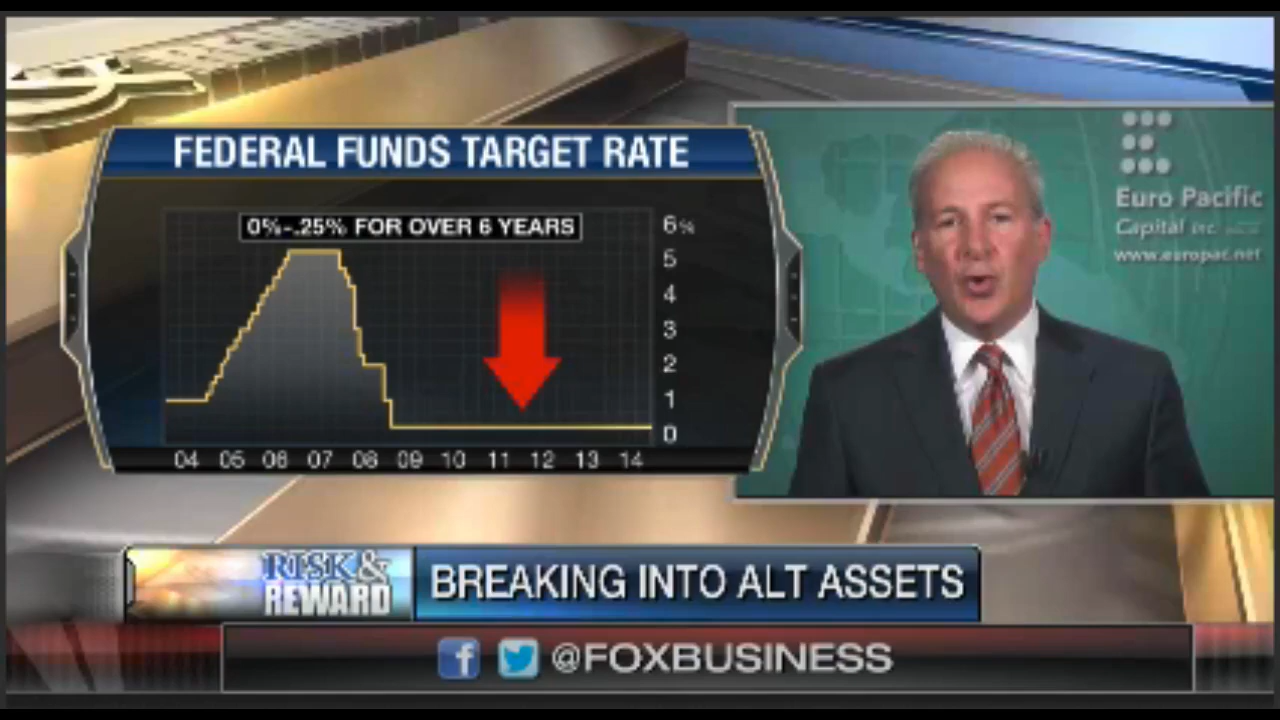 FEDERAL FUNDS TARGET RATE
0%-.25% FOR OVER 6 YEARS
6%
5
4
3
2
1
0
04 05 06 07 08 09 10 11 12 13 14
Euro Pacific
Capital Inc.
www.europac.net
RISK &
REWARD
BREAKING INTO ALT ASSETS
f
@FOXBUSINESS